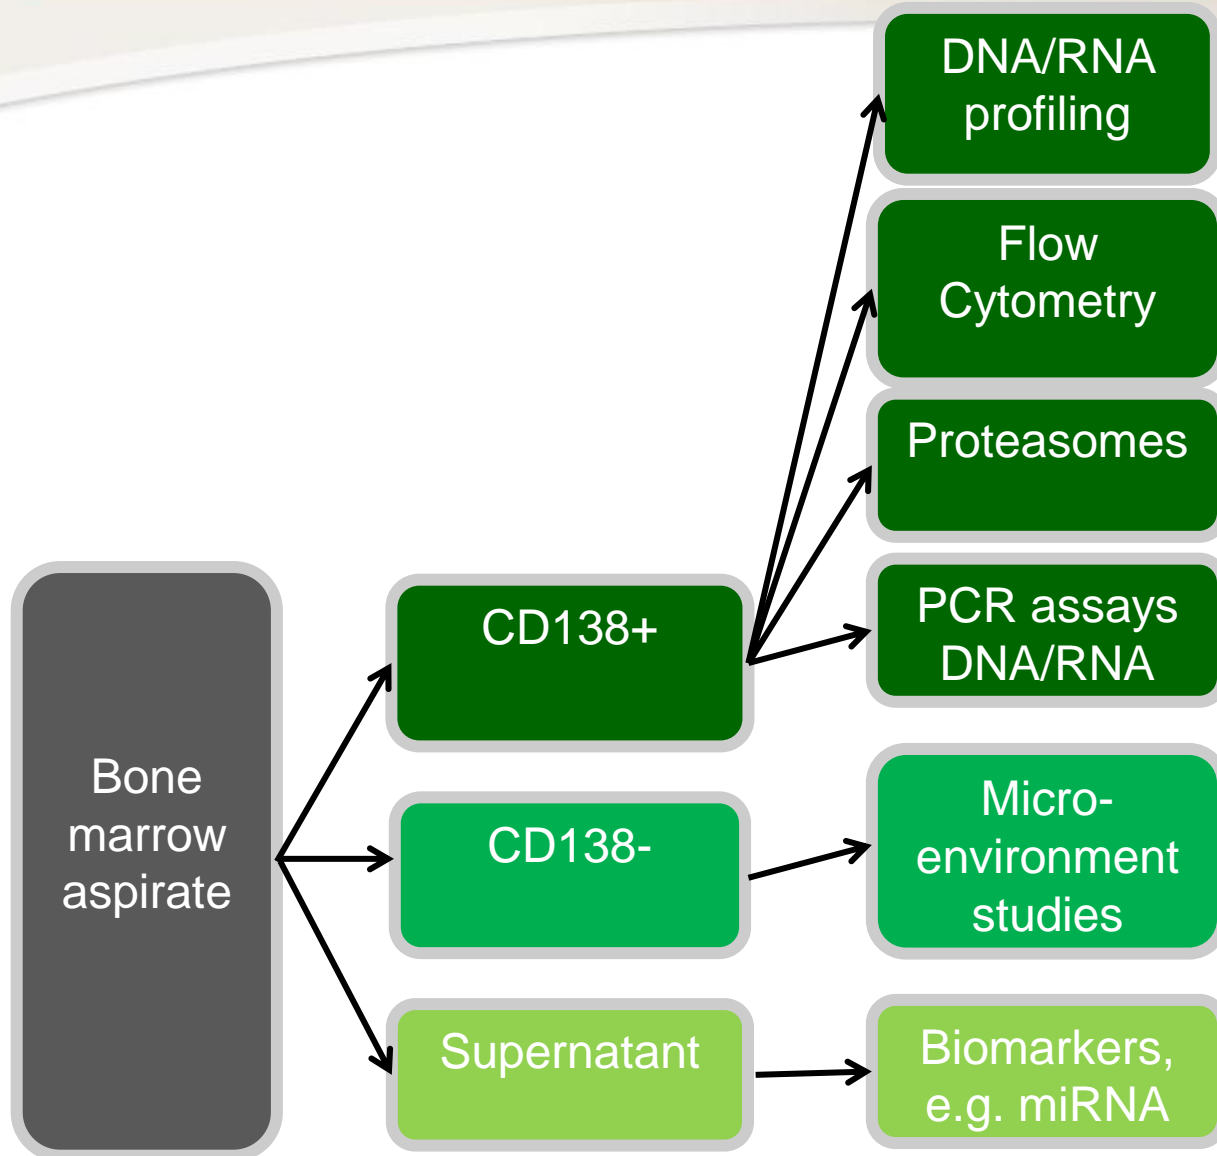 Bone
marrow
aspirate
CD138+
CD138-
Supernatant
DNA/RNA
profiling
Flow
Cytometry
Proteasomes
PCR assays
DNA/RNA
Micro-
environment
studies
Biomarkers,
e.g. miRNA